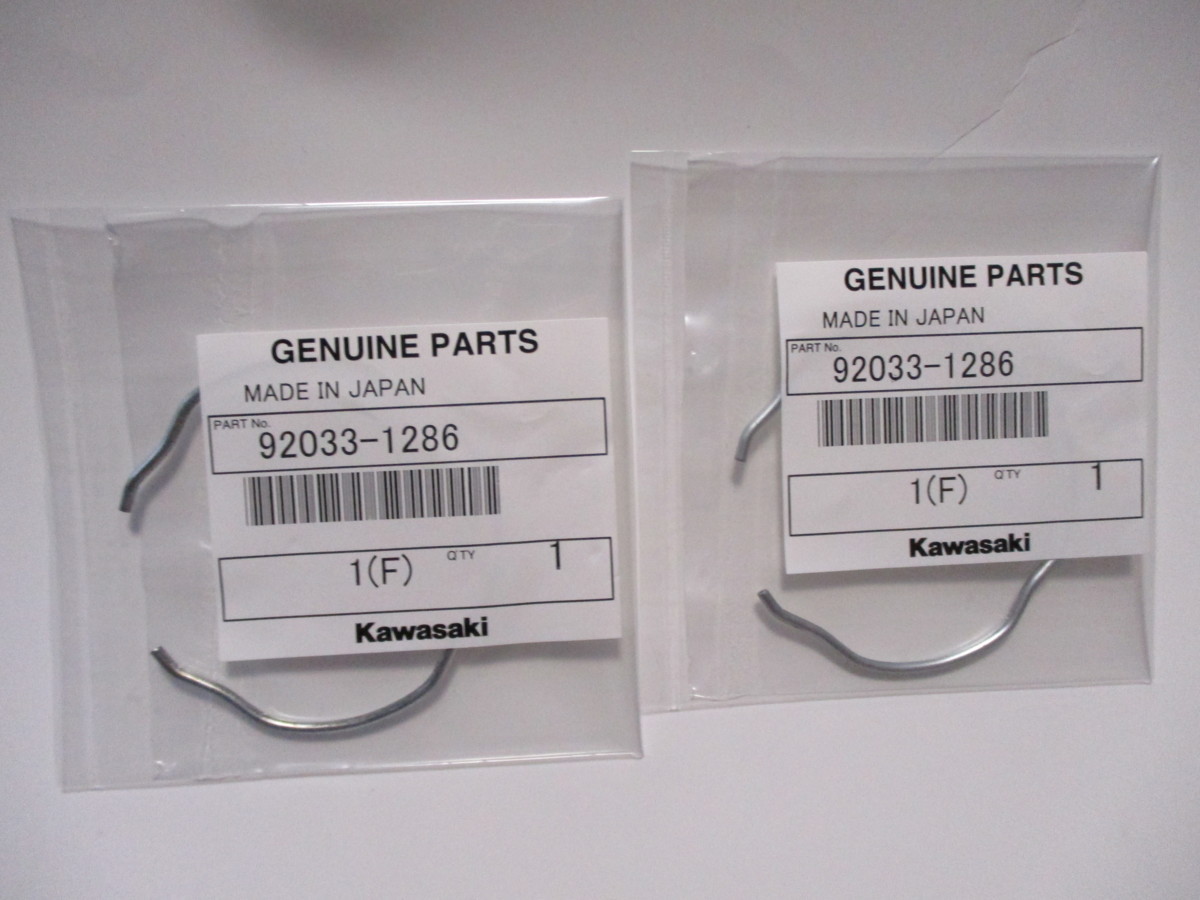 GENUINE PARTS
MADE IN JAPAN
PART No.
92033-1286
1(F)
Q'TY
1
Kawasaki
GENUINE PARTS
MADE IN JAPAN
PART No.
92033-1286
1(F)
Q'TY
1
Kawasaki